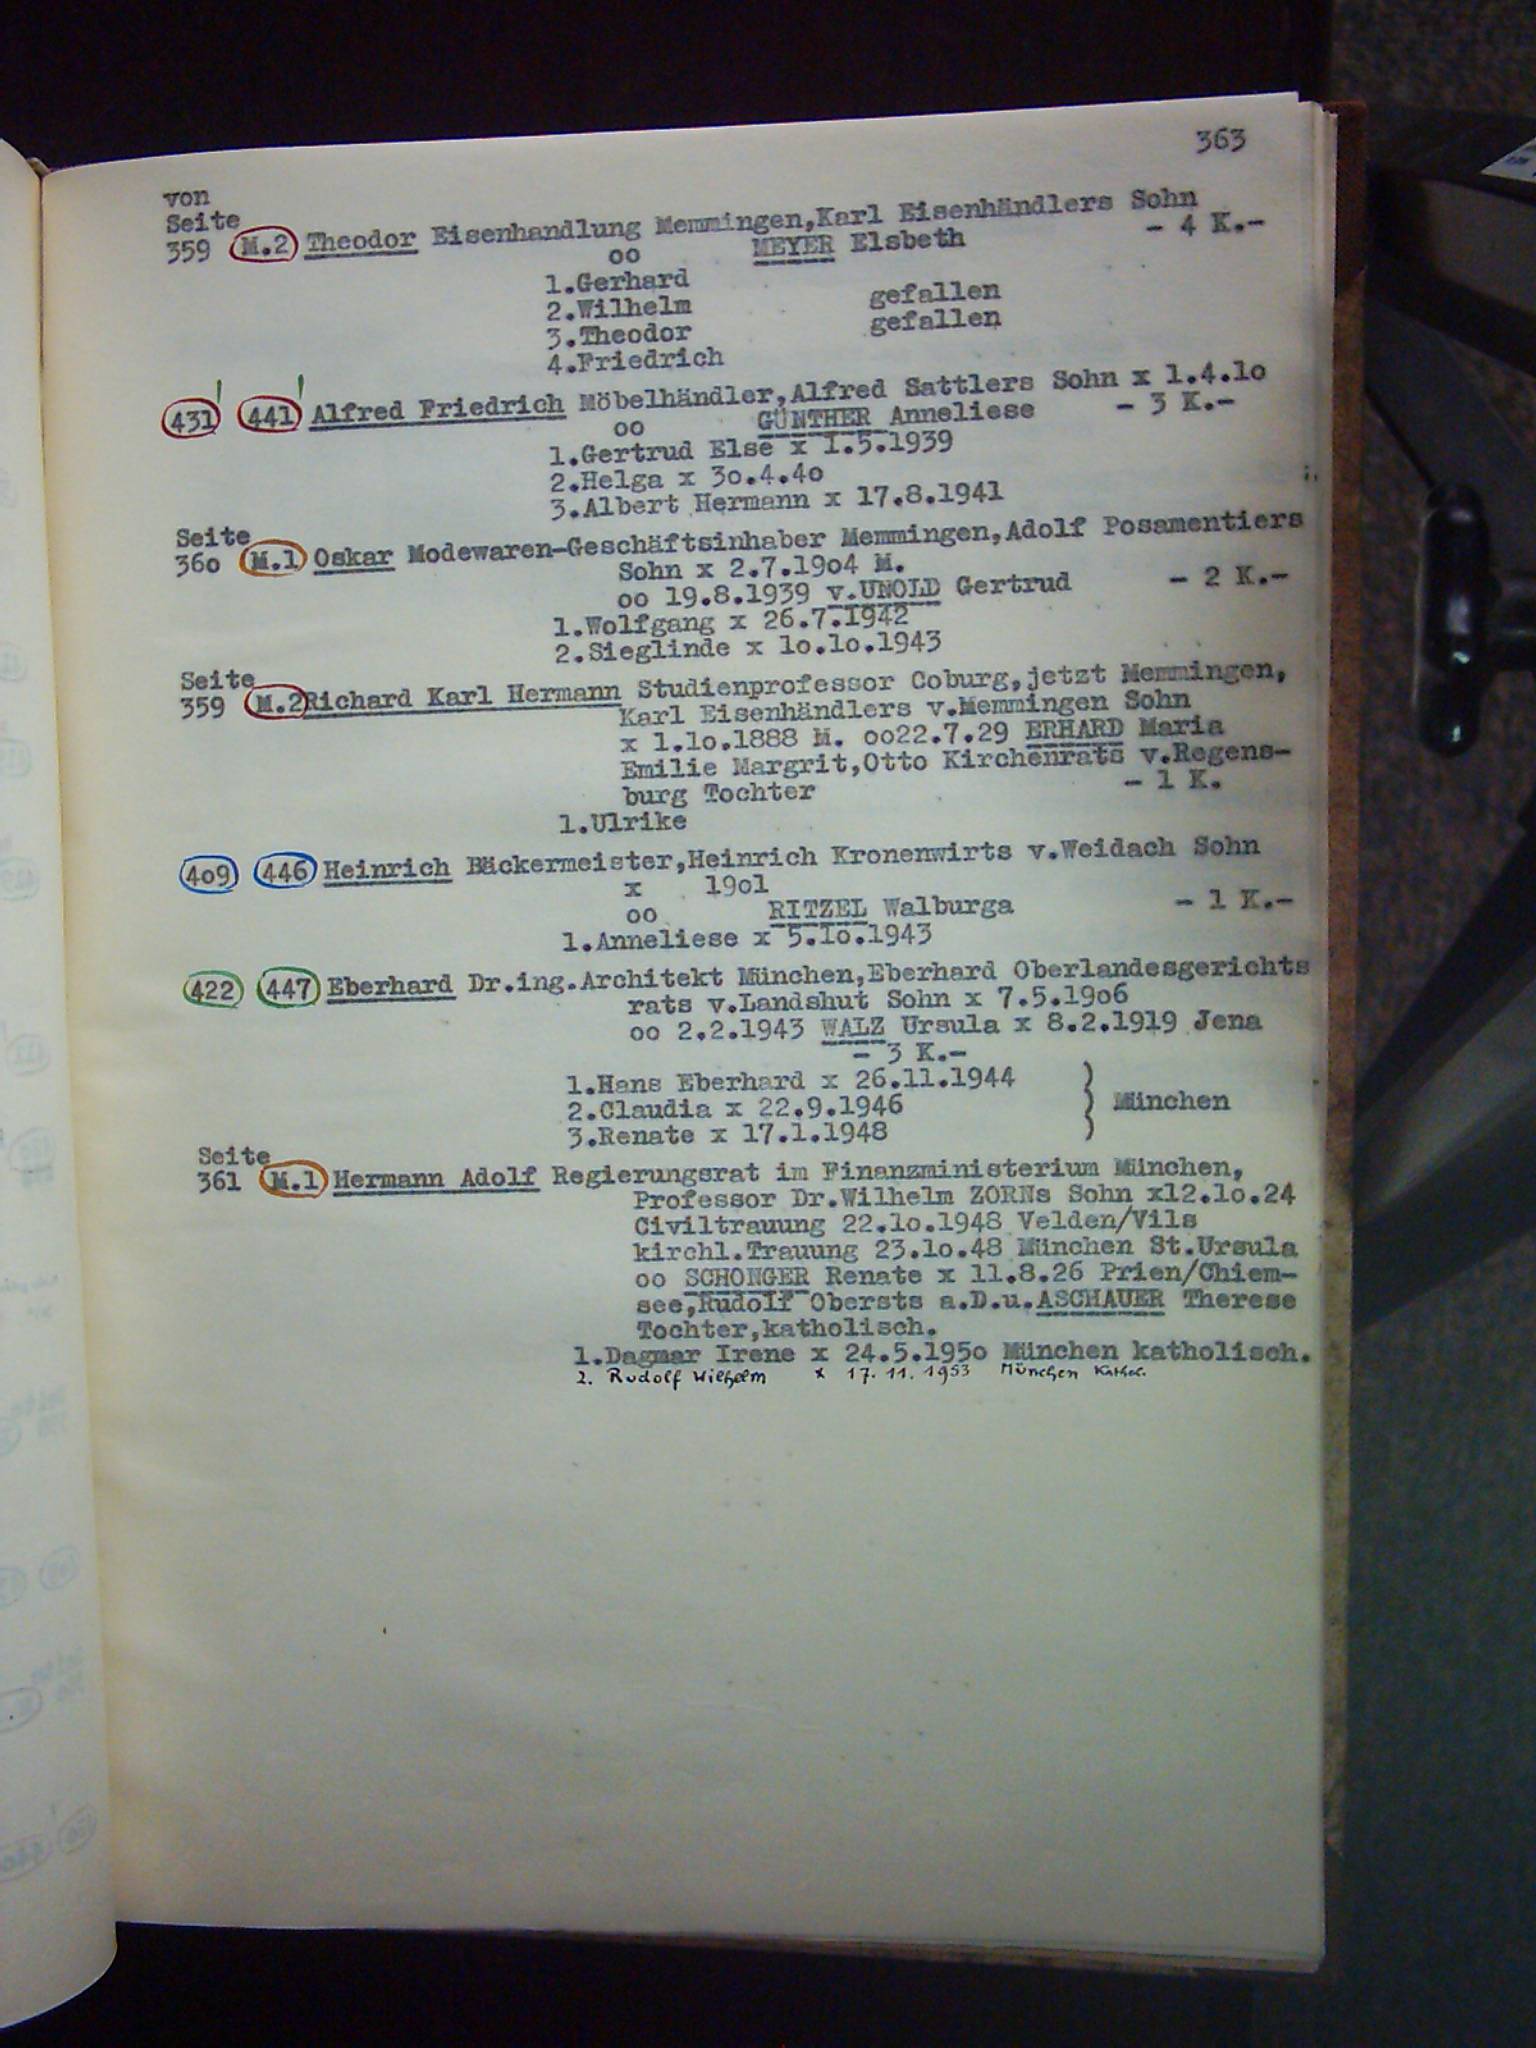 363
von
Seite
359 M.2 Theodor Eisenhandlung Memmingen,Karl Eisenhändlers Sohn
oo MEYER Elsbeth - 4 K.-
1.Gerhard
2.Wilhelm gefallen
3.Theodor gefallen
4.Friedrich
431 441 Alfred Friedrich Möbelhändler,Alfred Sattlers Sohn x 1.4.1o
oo GÜNTHER Anneliese - 3 K.-
1.Gertrud Else x 1.5.1939
2.Helga x 3o.4.4o
3.Albert Hermann x 17.8.1941
Seite
36o M.1 Oskar Modewaren-Geschäftsinhaber Memmingen,Adolf Posamentiers
Sohn x 2.7.19o4 M.
oo 19.8.1939 v.UNOLD Gertrud - 2 K.-
1.Wolfgang x 26.7.1942
2.Sieglinde x 1o.1o.1943
Seite
359 M.2 Richard Karl Hermann Studienprofessor Coburg,jetzt Memmingen,
Karl Eisenhändlers v.Memmingen Sohn
x 1.1o.1888 M. oo22.7.29 ERHARD Maria
Emilie Margrit,Otto Kirchenrats v.Regens-
burg Tochter - 1 K.
1.Ulrike
4o9 446 Heinrich Bäckermeister,Heinrich Kronenwirts v.Weidach Sohn
x 19o1
oo RITZEL Walburga - 1 K.-
1.Anneliese x 5.1o.1943
422 447 Eberhard Dr.ing.Architekt München,Eberhard Oberlandesgerichts
rats v.Landshut Sohn x 7.5.19o6
oo 2.2.1943 WALZ Ursula x 8.2.1919 Jena
- 3 K.-
1.Hans Eberhard x 26.11.1944
2.Claudia x 22.9.1946 } München
3.Renate x 17.1.1948
Seite
361 M.1 Hermann Adolf Regierungsrat im Finanzministerium München,
Professor Dr.Wilhelm ZORNs Sohn x12.1o.24
Civiltrauung 22.1o.1948 Velden/Vils
kirchl.Trauung 23.1o.48 München St.Ursula
oo SCHONGER Renate x 11.8.26 Prien/Chiem-
see,Rudolf Obersts a.D.u.ASCHAUER Therese
Tochter,katholisch.
1.Dagmar Irene x 24.5.195o München katholisch.
2. Rudolf Wilhelm x 17.11.1953 München Kathol.